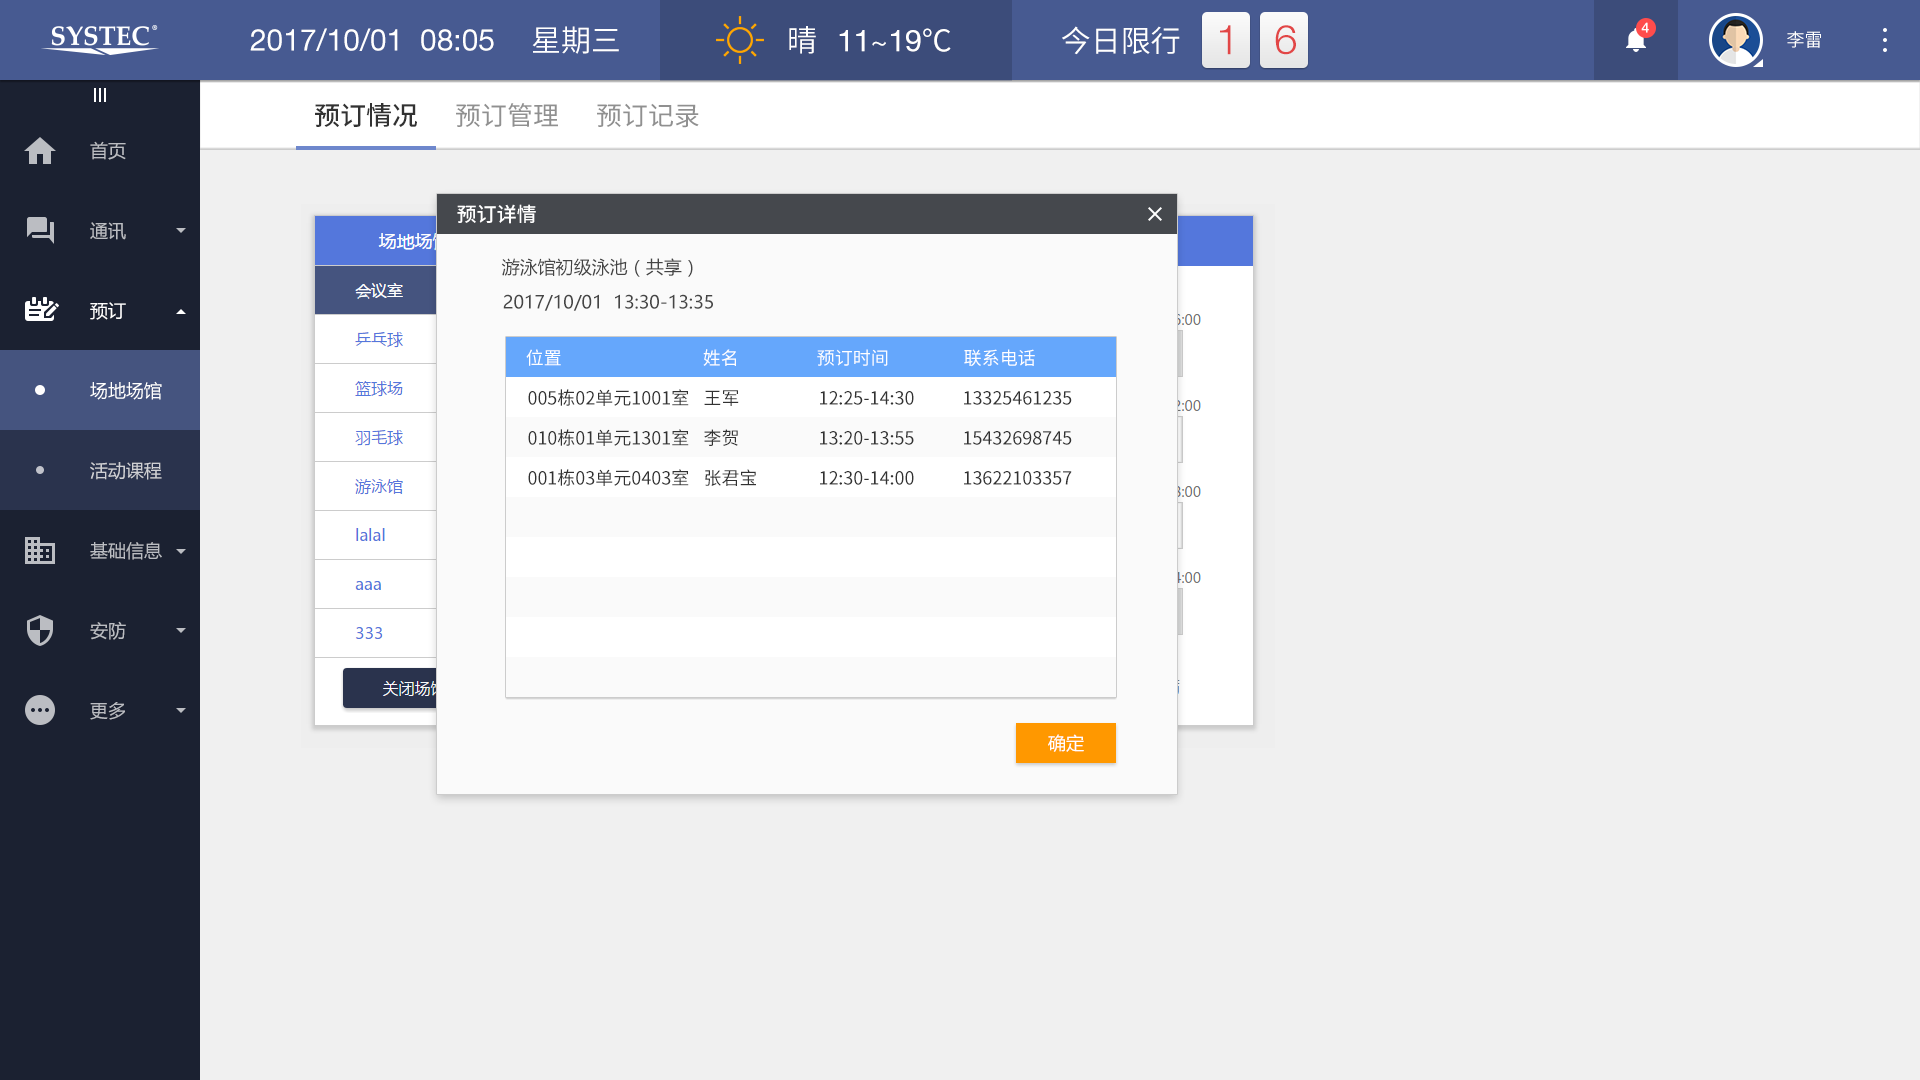 SYSTEC®
2017/10/01 08:05 星期三
晴 11~19℃
今日限行 1 6
4
李雷
首页
通讯
预订
场地场馆
活动课程
基础信息
安防
更多
预订情况 预订管理 预订记录
场地场
会议室
乒乓球
篮球场
羽毛球
游泳馆
lalal
aaa
333
关闭场
预订详情
游泳馆初级泳池（共享）
2017/10/01 13:30-13:35
位置 姓名 预订时间 联系电话
005栋02单元1001室 王军 12:25-14:30 13325461235
010栋01单元1301室 李贺 13:20-13:55 15432698745
001栋03单元0403室 张君宝 12:30-14:00 13622103357
确定
:00
:00
:00
:00